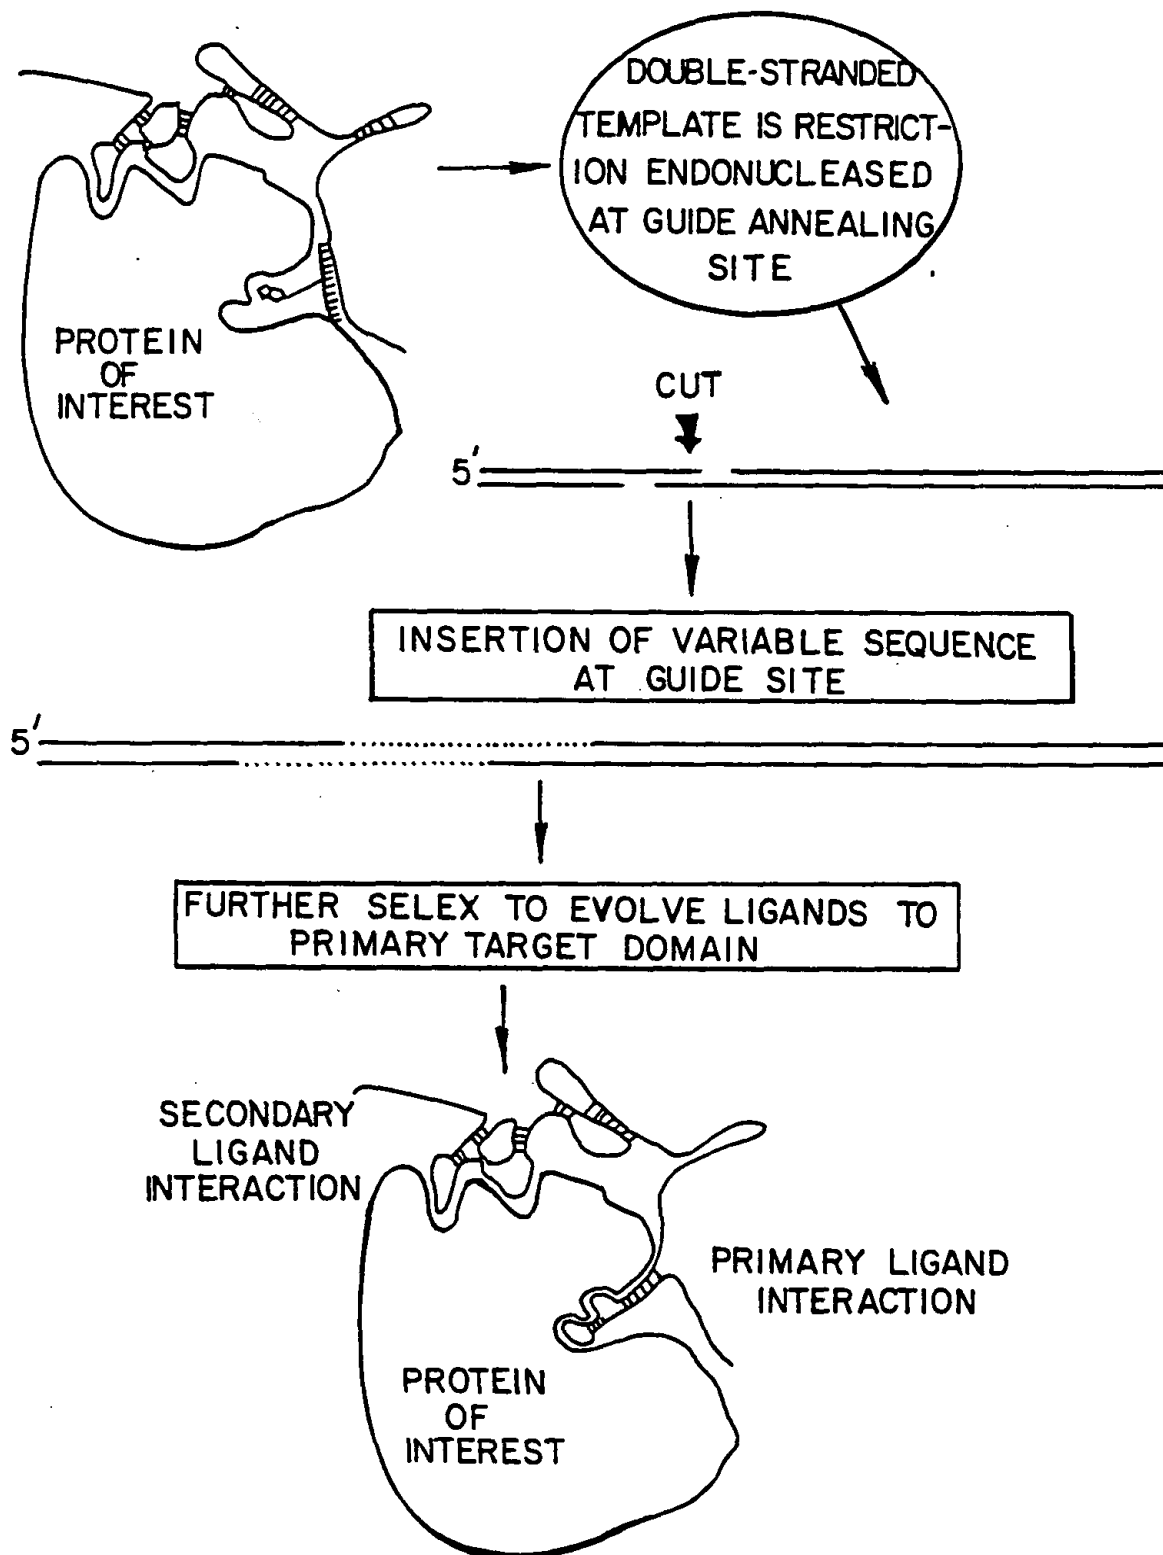 DOUBLE-STRANDED
TEMPLATE IS RESTRICT-
ION ENDONUCLEASED
AT GUIDE ANNEALING
SITE
PROTEIN
OF
INTEREST
CUT
5'
INSERTION OF VARIABLE SEQUENCE
AT GUIDE SITE
5'
FURTHER SELEX TO EVOLVE LIGANDS TO
PRIMARY TARGET DOMAIN
SECONDARY
LIGAND
INTERACTION
PRIMARY LIGAND
INTERACTION
PROTEIN
OF
INTEREST